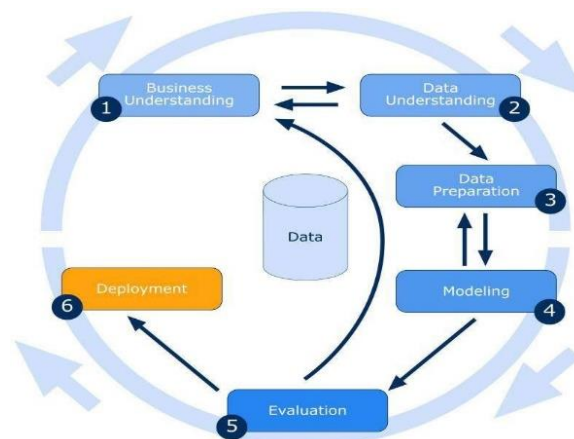 Business
Understanding
1
Data
Understanding
2
Data
Preparation
3
Data
Deployment
6
Modeling
4
Evaluation
5